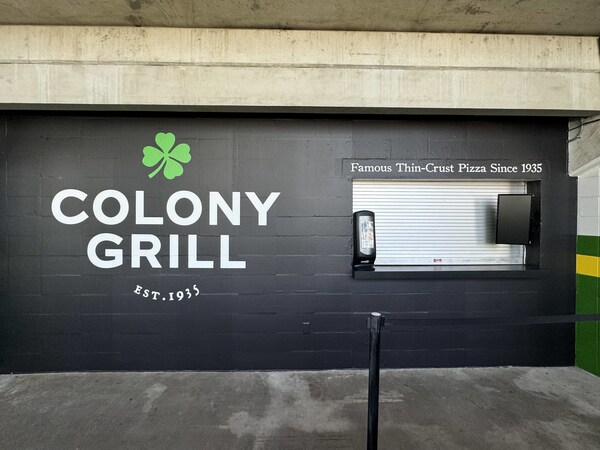 COLONY
GRILL
EST. 1935
Famous Thin-Crust Pizza Since 1935